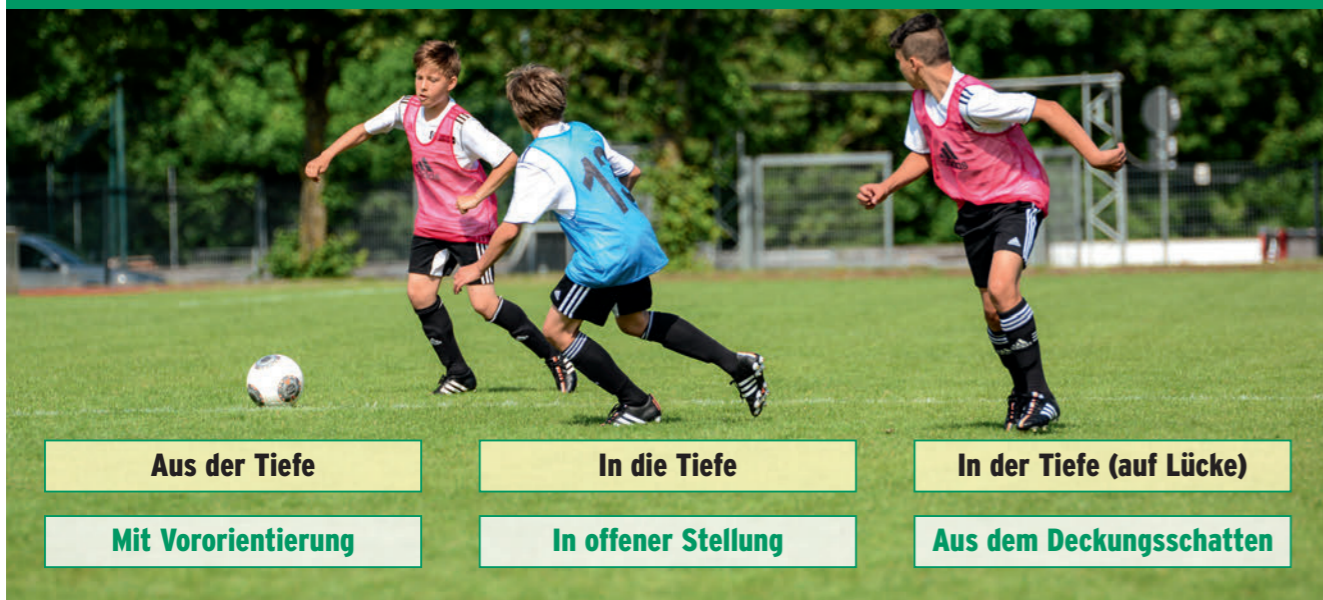 Aus der Tiefe
In die Tiefe
In der Tiefe (auf Lücke)
Mit Vororientierung
In offener Stellung
Aus dem Deckungsschatten